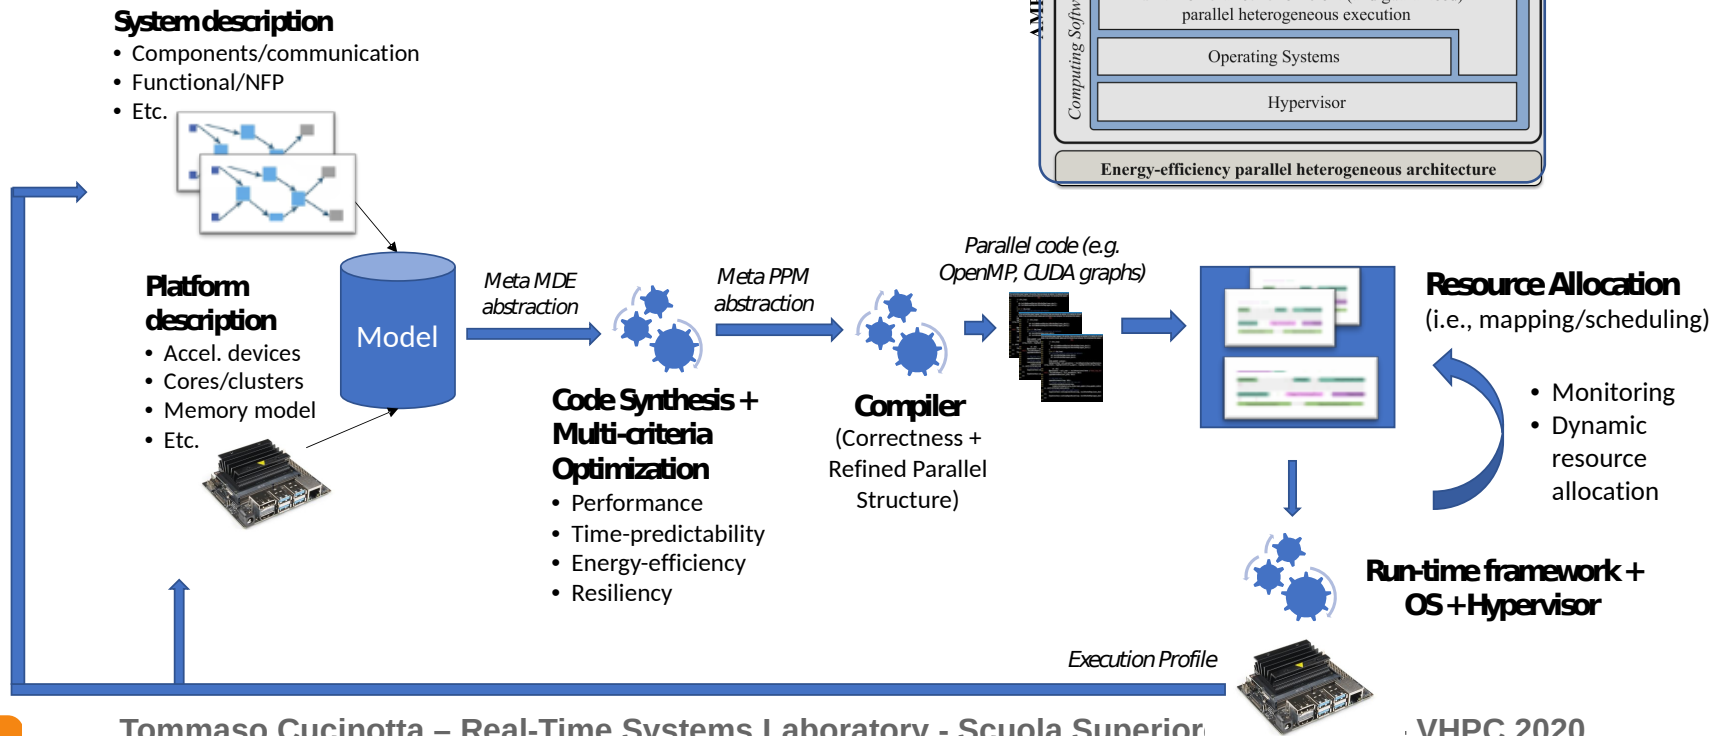 System description
• Components/communication
• Functional/NFP
• Etc.
Computing Softw
parallel heterogeneous execution
Operating Systems
Hypervisor
Energy-efficiency parallel heterogeneous architecture
Platform
description
• Accel. devices
• Cores/clusters
• Memory model
• Etc.
Model
Meta MDE
abstraction
Code Synthesis +
Multi-criteria
Optimization
• Performance
• Time-predictability
• Energy-efficiency
• Resiliency
Meta PPM
abstraction
Compiler
(Correctness +
Refined Parallel
Structure)
Parallel code (e.g.
OpenMP, CUDA graphs)
Resource Allocation
(i.e., mapping/scheduling)
• Monitoring
• Dynamic
resource
allocation
Run-time framework +
OS + Hypervisor
Execution Profile
Tommaso Cucinotta – Real-Time Systems Laboratory - Scuola Superior
VHPC 2020